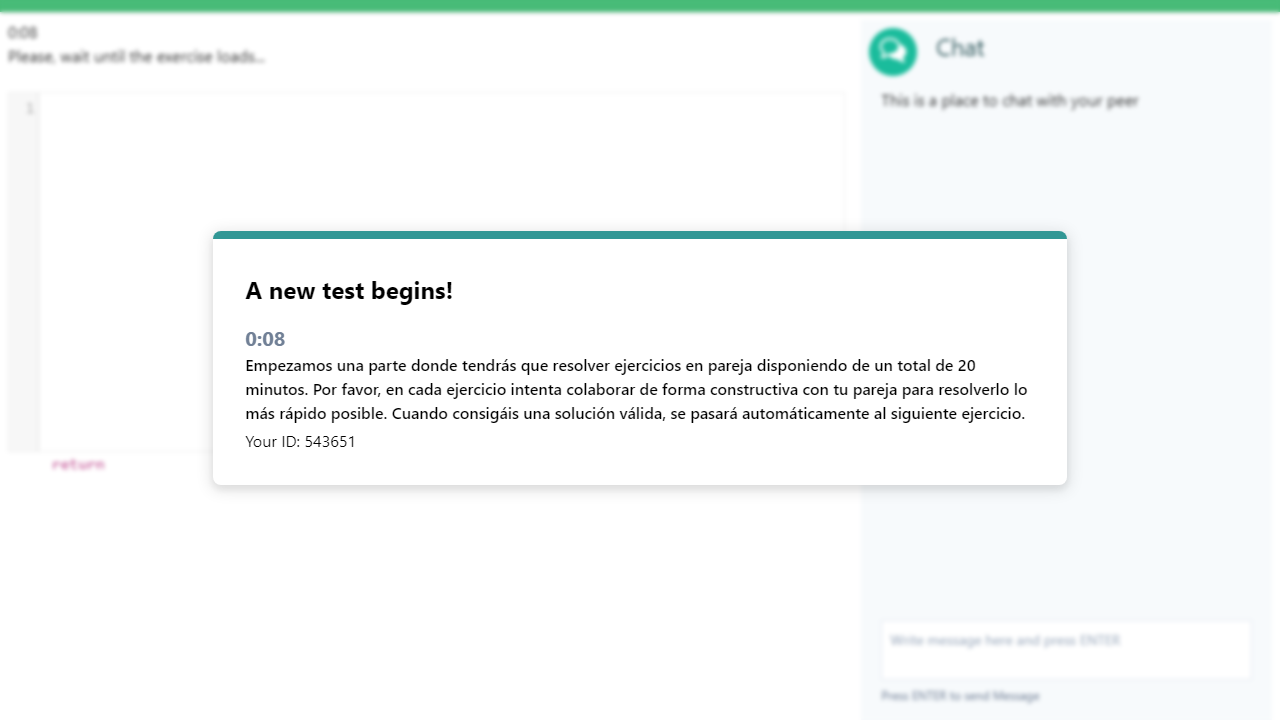 0:08
Please, wait until the exercise loads...
1
return
Chat
This is a place to chat with your peer
A new test begins!
0:08
Empezamos una parte donde tendrás que resolver ejercicios en pareja disponiendo de un total de 20
minutos. Por favor, en cada ejercicio intenta colaborar de forma constructiva con tu pareja para resolverlo lo
más rápido posible. Cuando consigáis una solución válida, se pasará automáticamente al siguiente ejercicio.
Your ID: 543651
Write message here and press ENTER
Press ENTER to send Message